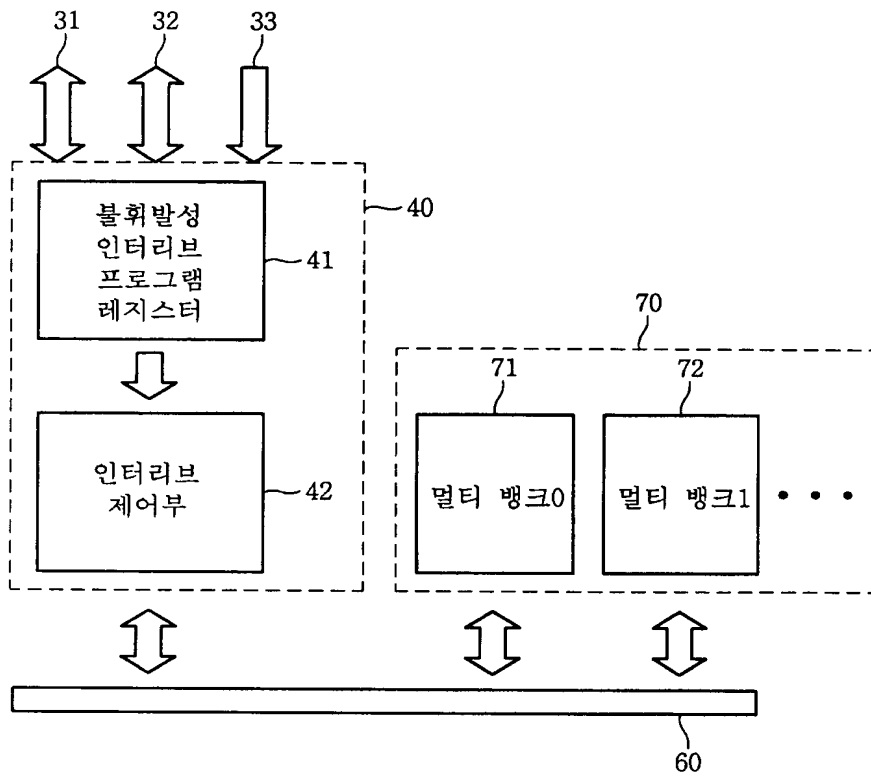 31
32
33
불휘발성
인터리브
프로그램
레지스터
40
41
인터리브
제어부
42
70
71
72
멀티 뱅크0
멀티 뱅크1
• • •
60